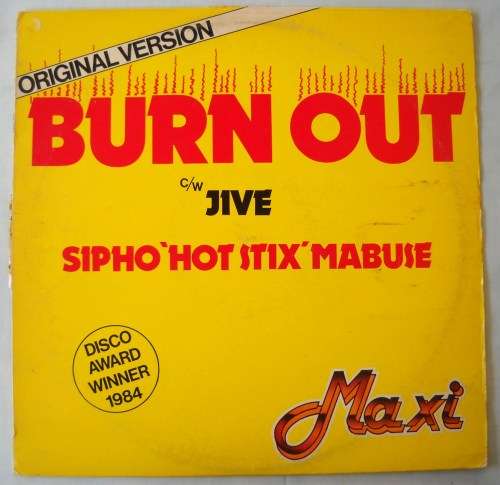 ORIGINAL VERSION
BURN OUT
C/W JIVE
SIPHO 'HOT STIX' MABUSE
DISCO
AWARD
WINNER
1984
Maxi